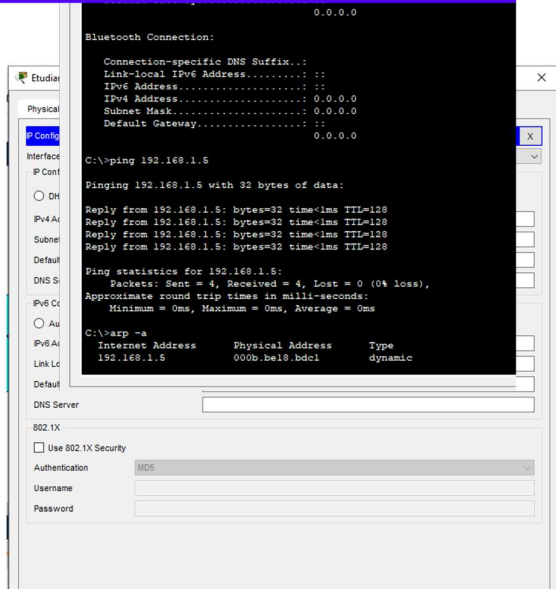 0.0.0.0
Bluetooth Connection:
Connection-specific DNS Suffix..:
Link-local IPv6 Address.........: ::
IPv6 Address....................: ::
IPv4 Address....................: 0.0.0.0
Subnet Mask.....................: 0.0.0.0
Default Gateway.................: ::
0.0.0.0
C:\>ping 192.168.1.5
Pinging 192.168.1.5 with 32 bytes of data:
Reply from 192.168.1.5: bytes=32 time<1ms TTL=128
Reply from 192.168.1.5: bytes=32 time<1ms TTL=128
Reply from 192.168.1.5: bytes=32 time<1ms TTL=128
Reply from 192.168.1.5: bytes=32 time<1ms TTL=128
Ping statistics for 192.168.1.5:
Packets: Sent = 4, Received = 4, Lost = 0 (0% loss),
Approximate round trip times in milli-seconds:
Minimum = 0ms, Maximum = 0ms, Average = 0ms
C:\>arp -a
Internet Address Physical Address Type
192.168.1.5 000b.be18.bdc1 dynamic
Etudian
Physical
IP Config
X
Interface
IP Conf
DH
IPv4 Ad
Subnet
Default
DNS S
IPv6 Co
Au
IPv6 Ad
Link Lo
Default
DNS Server
802.1X
Use 802.1X Security
Authentication MD5
Username
Password